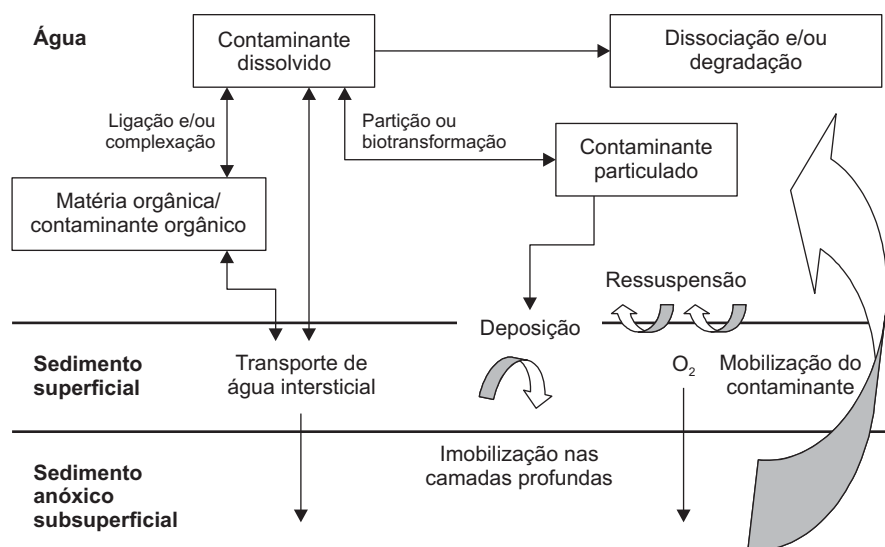 Água
Contaminante
dissolvido
Dissociação e/ou
degradação
Ligação e/ou
complexação
Partição ou
biotransformação
Contaminante
particulado
Matéria orgânica/
contaminante orgânico
Ressuspensão
Deposição
Sedimento
superficial
Transporte de
água intersticial
O₂
Mobilização do
contaminante
Imobilização nas
camadas profundas
Sedimento
anóxico
subsuperficial